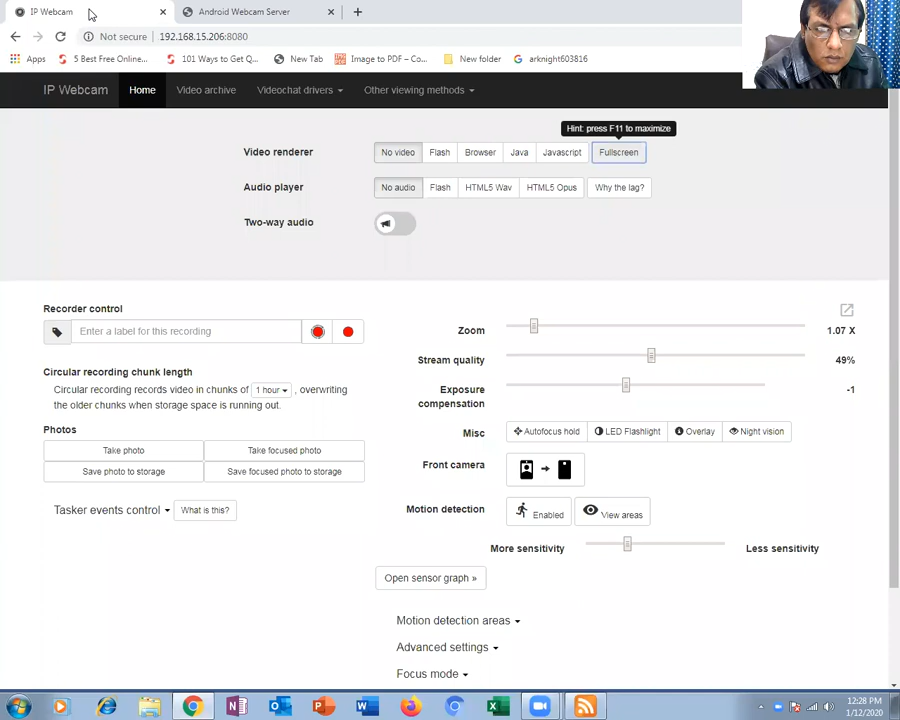 IP Webcam
Android Webcam Server
Not secure 192.168.15.206:8080
Apps 5 Best Free Online... 101 Ways to Get Q... New Tab Image to PDF – Co... New folder arknight603816
IP Webcam Home Video archive Videochat drivers Other viewing methods
Hint: press F11 to maximize
Video renderer No video Flash Browser Java Javascript Fullscreen
Audio player No audio Flash HTML5 Wav HTML5 Opus Why the lag?
Two-way audio
Recorder control
Enter a label for this recording
Circular recording chunk length
Circular recording records video in chunks of 1 hour , overwriting
the older chunks when storage space is running out.
Photos
Take photo Take focused photo
Save photo to storage Save focused photo to storage
Tasker events control What is this?
Zoom 1.07 X
Stream quality 49%
Exposure
compensation -1
Misc Autofocus hold LED Flashlight Overlay Night vision
Front camera
Motion detection Enabled View areas
More sensitivity Less sensitivity
Open sensor graph »
Motion detection areas
Advanced settings
Focus mode
12:28 PM
1/12/2020